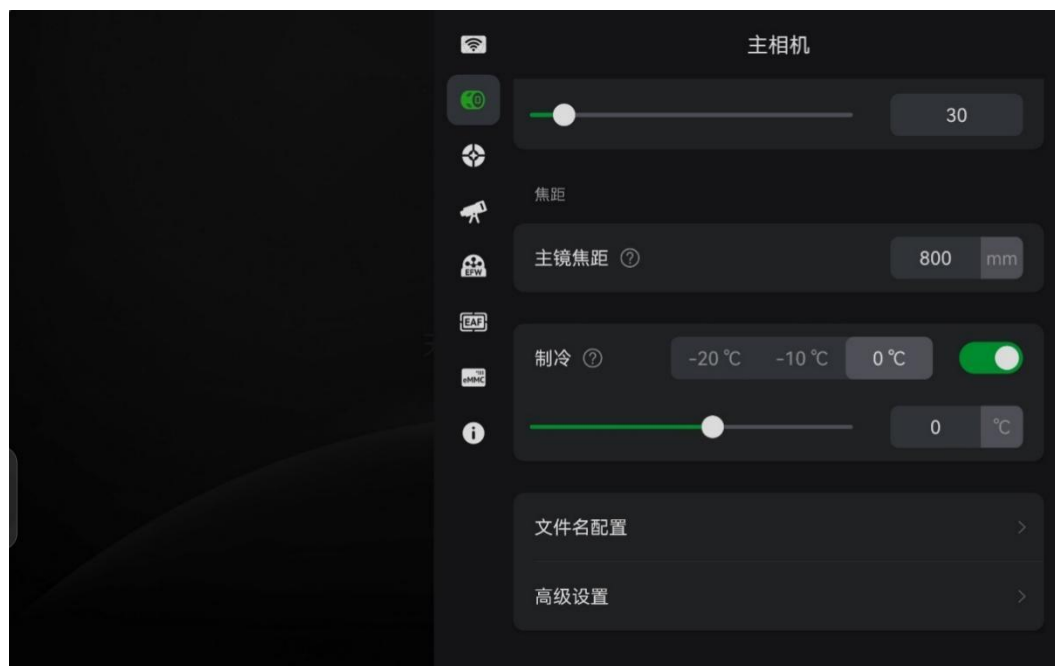 主相机
30
焦距
主镜焦距 ?
800 mm
制冷 ?
-20 ℃ -10 ℃ 0 ℃
0 ℃
EFW
EAF
eMMC
文件名配置
高级设置